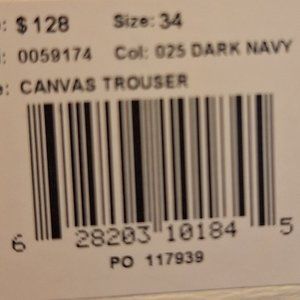 : $128 Size: 34
: 0059174 Col: 025 DARK NAVY
: CANVAS TROUSER
6 28203 10184 5
PO 117939